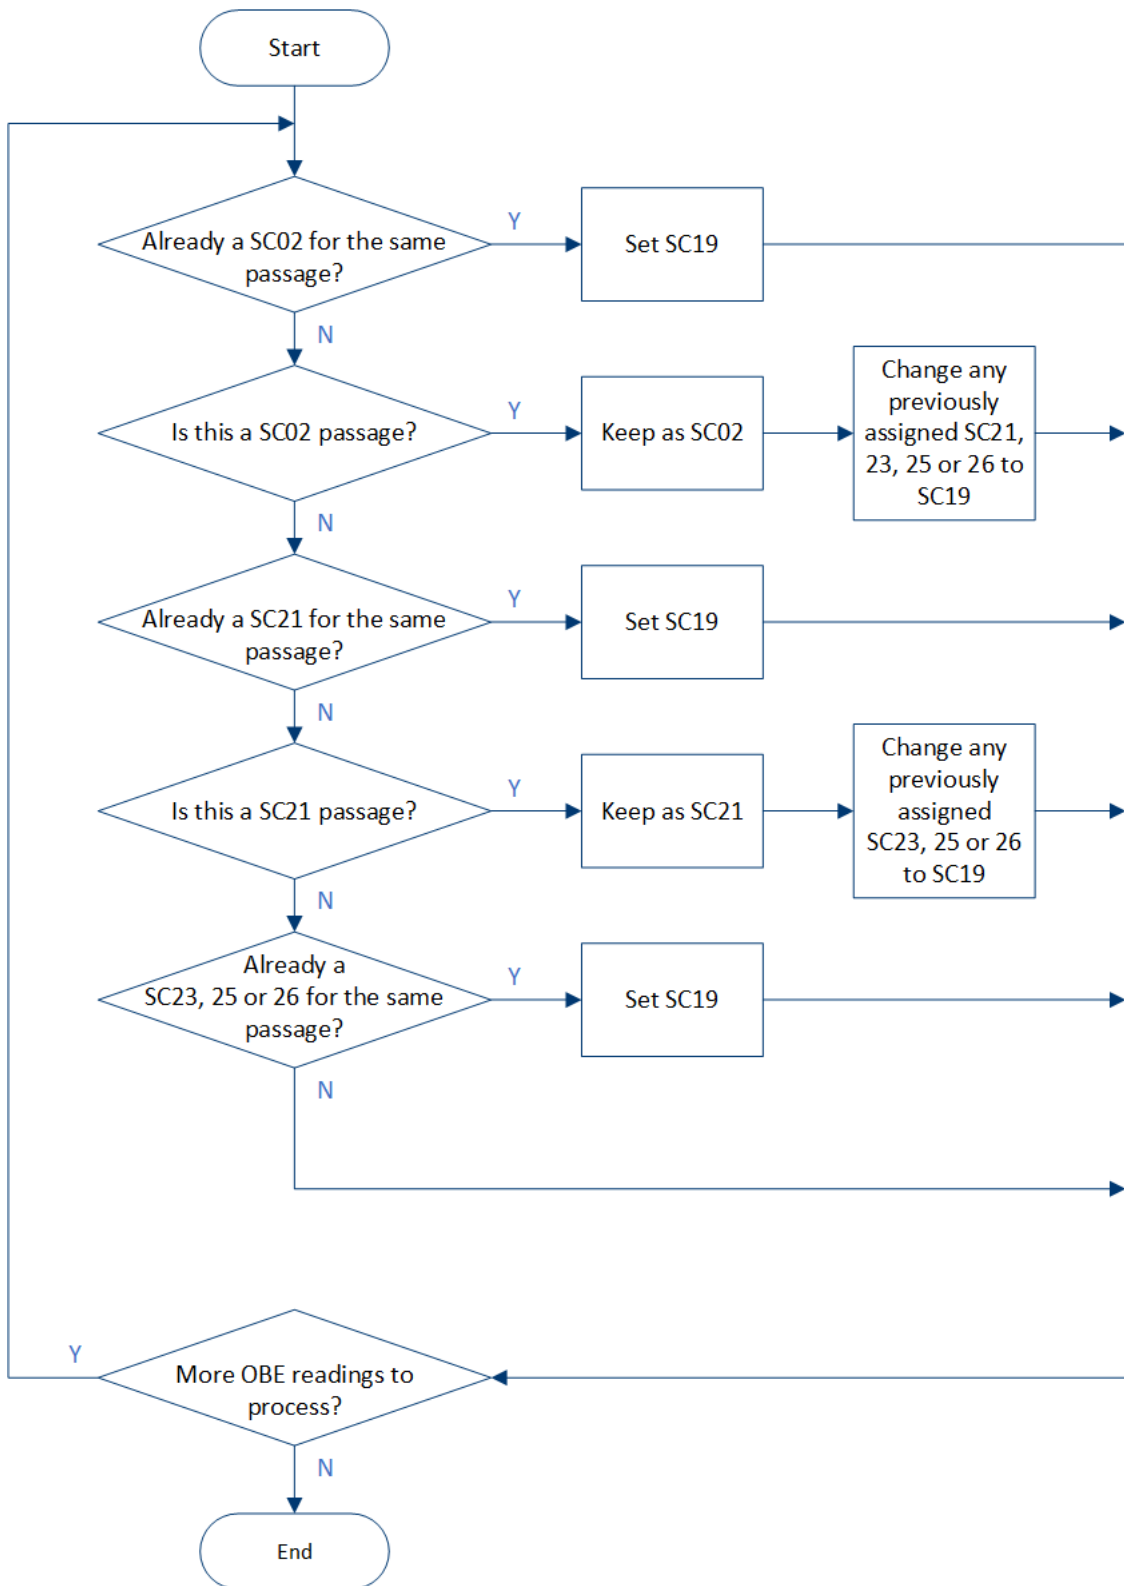 Start
Already a SC02 for the same
passage?
Y
Set SC19
N
Is this a SC02 passage?
Y
Keep as SC02
Change any
previously
assigned SC21,
23, 25 or 26 to
SC19
N
Already a SC21 for the same
passage?
Y
Set SC19
N
Is this a SC21 passage?
Y
Keep as SC21
Change any
previously
assigned
SC23, 25 or 26
to SC19
N
Already a
SC23, 25 or 26 for the same
passage?
Y
Set SC19
N
Y
More OBE readings to
process?
N
End